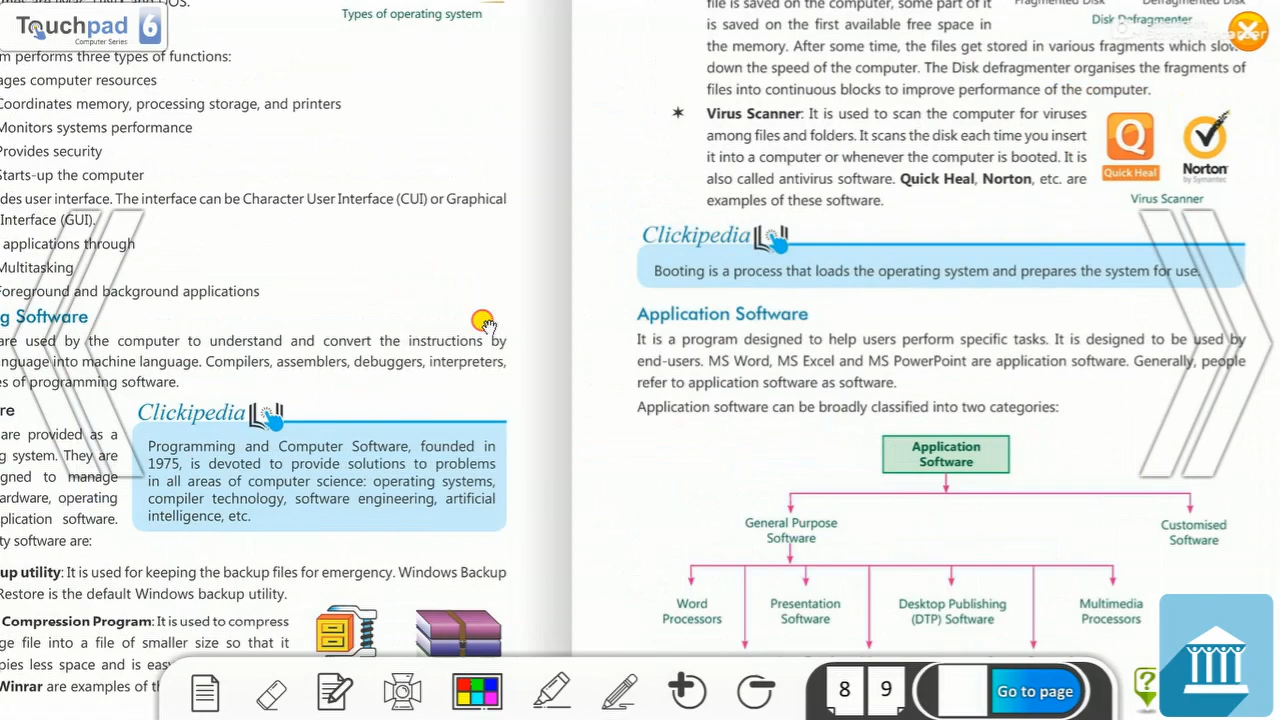 Touchpad 6
Computer Series
Types of operating system
m performs three types of functions:
ages computer resources
Coordinates memory, processing storage, and printers
Monitors systems performance
Provides security
Starts-up the computer
des user interface. The interface can be Character User Interface (CUI) or Graphical
Interface (GUI).
applications through
Multitasking
Foreground and background applications
g Software
are used by the computer to understand and convert the instructions by
anguage into machine language. Compilers, assemblers, debuggers, interpreters,
es of programming software.
re
are provided as a
g system. They are
igned to manage
ardware, operating
plication software.
ty software are:
Clickipedia
Programming and Computer Software, founded in
1975, is devoted to provide solutions to problems
in all areas of computer science: operating systems,
compiler technology, software engineering, artificial
intelligence, etc.
up utility: It is used for keeping the backup files for emergency. Windows Backup
Restore is the default Windows backup utility.
Compression Program: It is used to compress
ge file into a file of smaller size so that it
pies less space and is eas
Winrar are examples of th
file is saved on the computer, some part of it
is saved on the first available free space in
the memory. After some time, the files get stored in various fragments which slow
down the speed of the computer. The Disk defragmenter organises the fragments of
files into continuous blocks to improve performance of the computer.
Fragmented Disk Defragmented Disk
Disk Defragmenter
✶ Virus Scanner: It is used to scan the computer for viruses
among files and folders. It scans the disk each time you insert
it into a computer or whenever the computer is booted. It is
also called antivirus software. Quick Heal, Norton, etc. are
examples of these software.
Q
Quick Heal
Norton
by Symantec
Virus Scanner
Clickipedia
Booting is a process that loads the operating system and prepares the system for use.
Application Software
It is a program designed to help users perform specific tasks. It is designed to be used by
end-users. MS Word, MS Excel and MS PowerPoint are application software. Generally, people
refer to application software as software.
Application software can be broadly classified into two categories:
Application
Software
General Purpose
Software
Customised
Software
Word
Processors
Presentation
Software
Desktop Publishing
(DTP) Software
Multimedia
Processors
8 9
Go to page
?